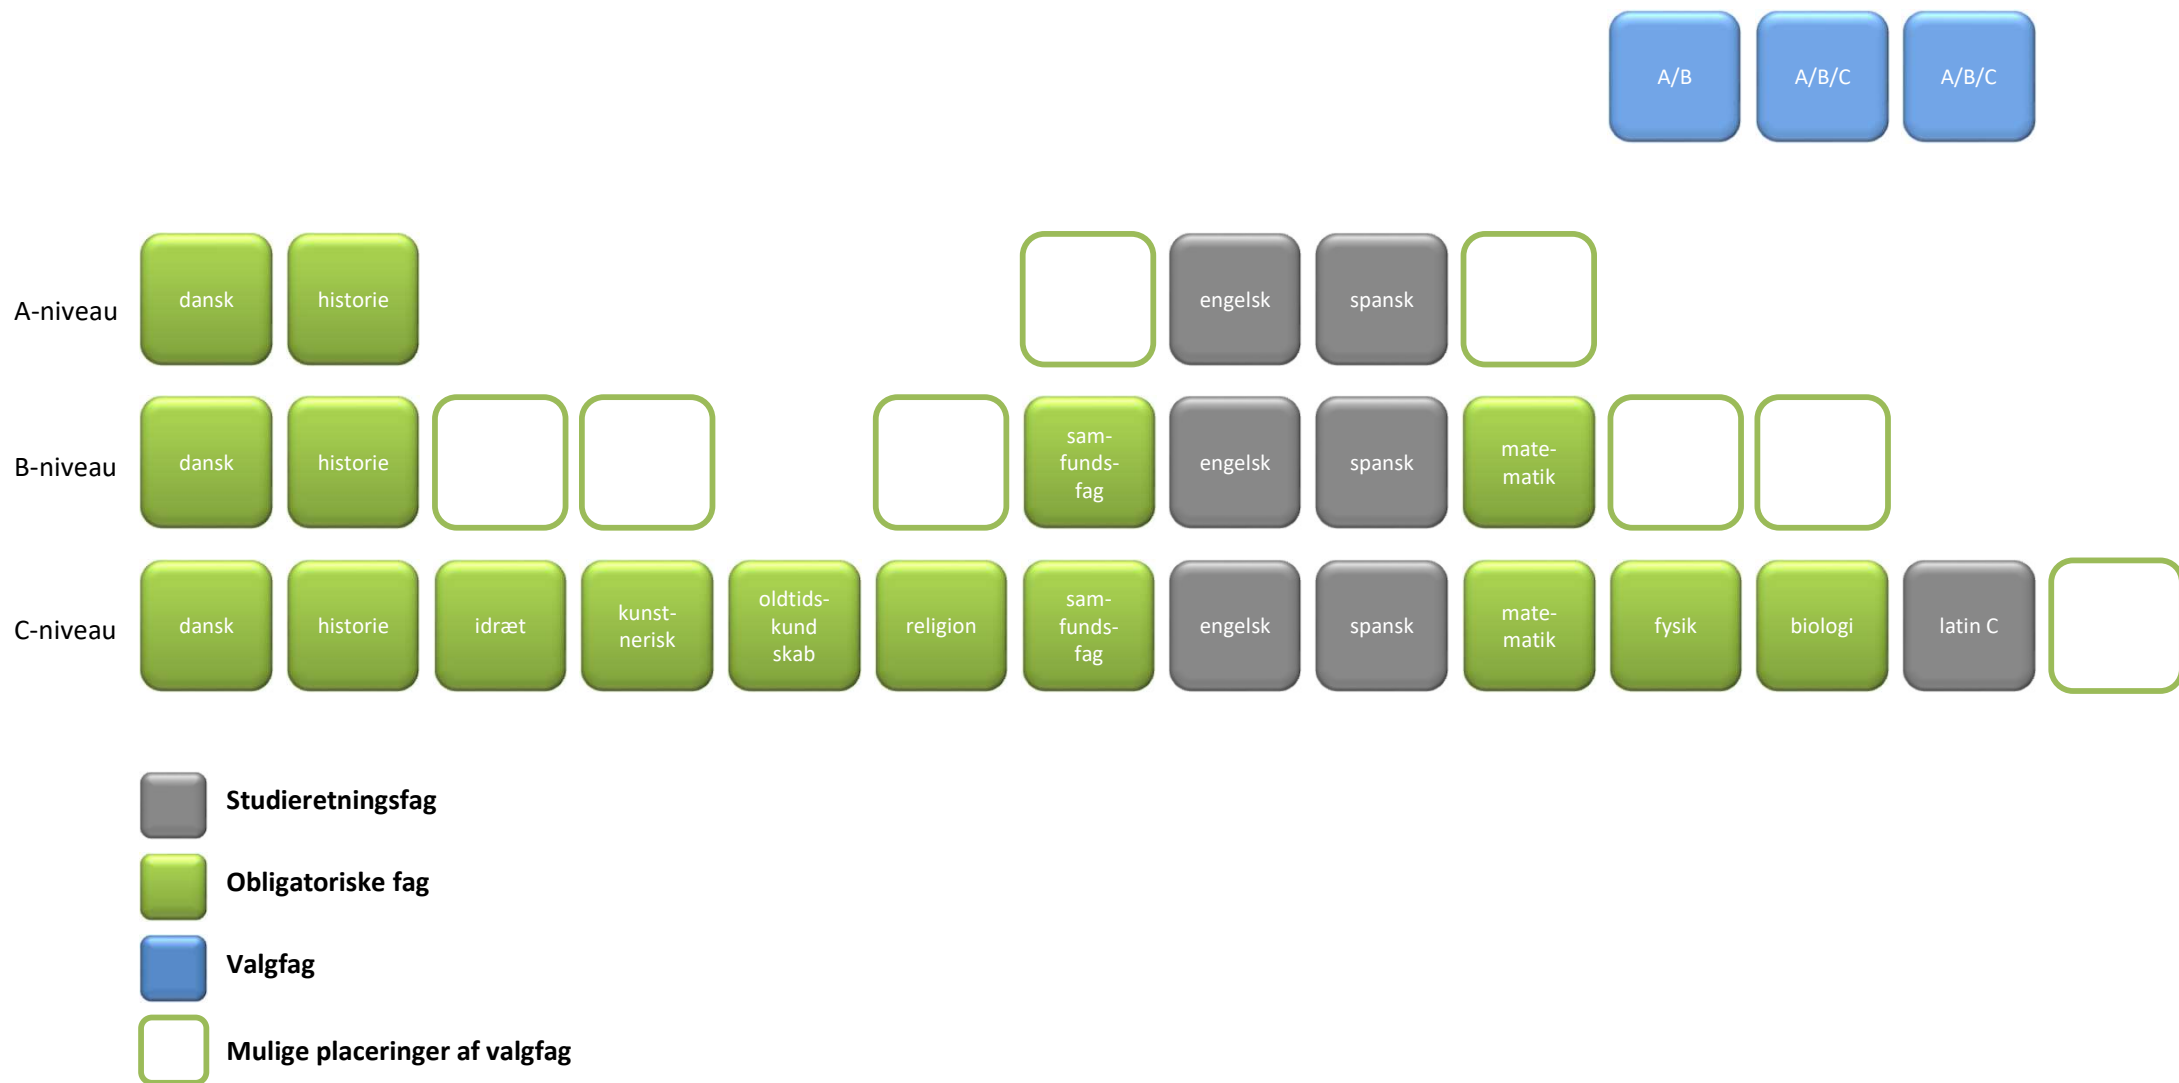 A/B
A/B/C
A/B/C
A-niveau
dansk
historie
engelsk
spansk
B-niveau
dansk
historie
sam-
funds-
fag
engelsk
spansk
mate-
matik
C-niveau
dansk
historie
idræt
kunst-
nerisk
oldtids-
kund
skab
religion
sam-
funds-
fag
engelsk
spansk
mate-
matik
fysik
biologi
latin C
Studieretningsfag
Obligatoriske fag
Valgfag
Mulige placeringer af valgfag